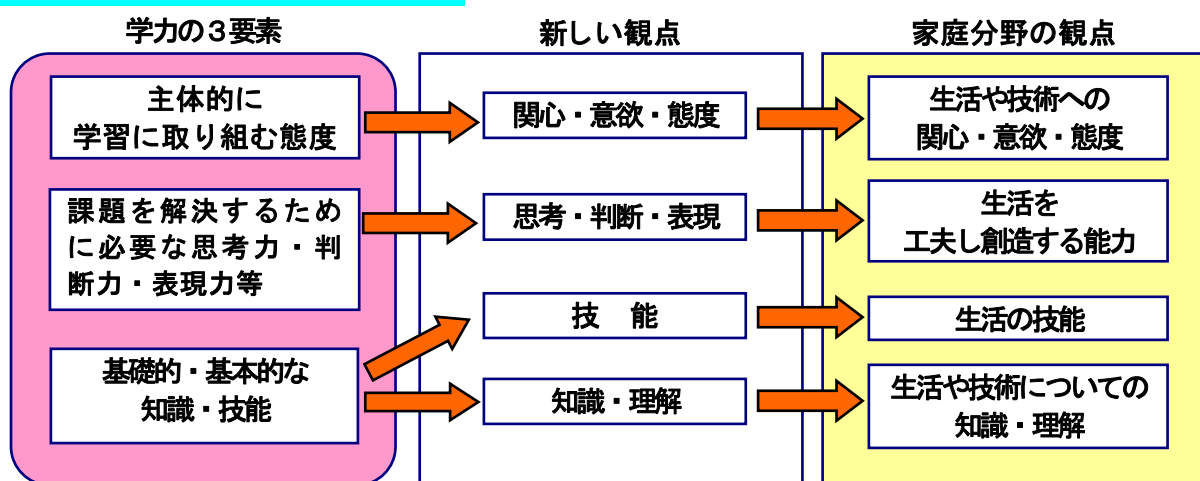 学力の３要素
主体的に
学習に取り組む態度
課題を解決するため
に必要な思考力・判
断力・表現力等
基礎的・基本的な
知識・技能
新しい観点
関心・意欲・態度
思考・判断・表現
技　能
知識・理解
家庭分野の観点
生活や技術への
関心・意欲・態度
生活を
工夫し創造する能力
生活の技能
生活や技術についての
知識・理解